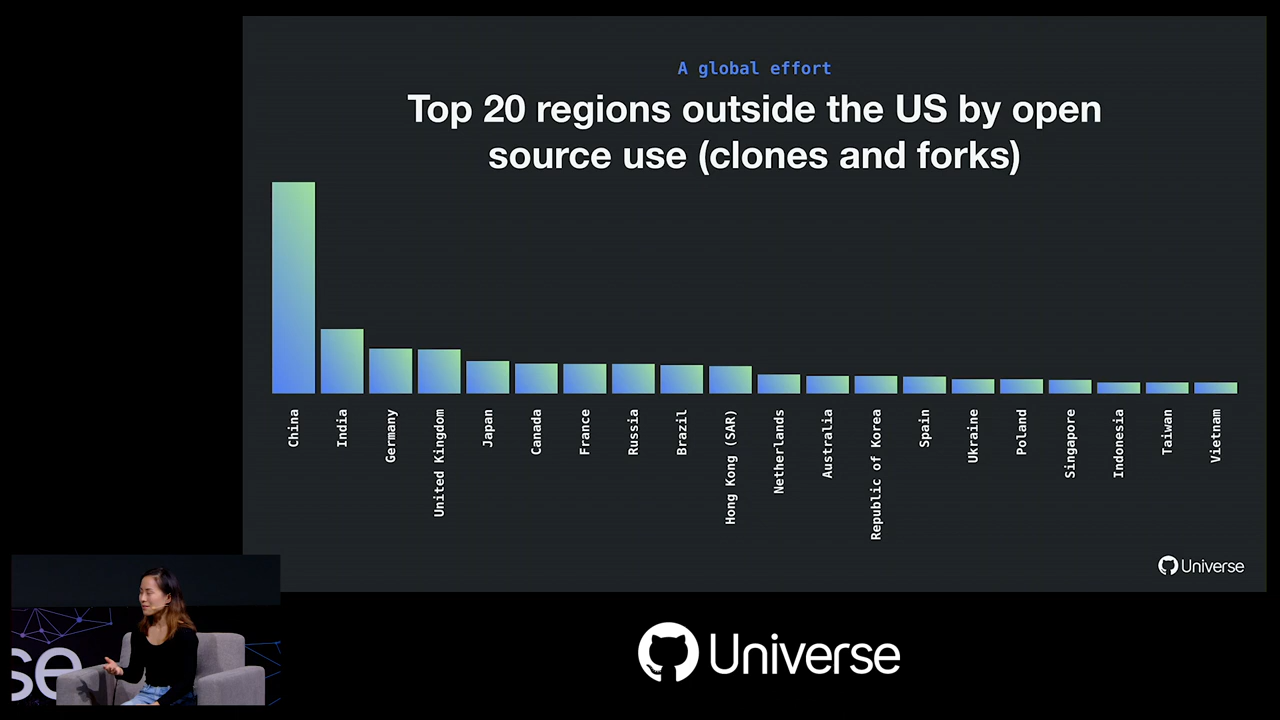 A global effort
Top 20 regions outside the US by open
source use (clones and forks)
China
India
Germany
United Kingdom
Japan
Canada
France
Russia
Brazil
Hong Kong (SAR)
Netherlands
Australia
Republic of Korea
Spain
Ukraine
Poland
Singapore
Indonesia
Taiwan
Vietnam
Universe
se
Universe